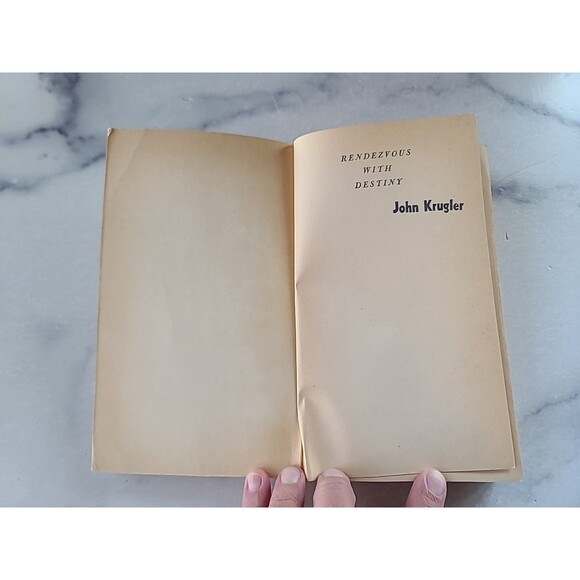 RENDEZVOUS
WITH
DESTINY
John Krugler